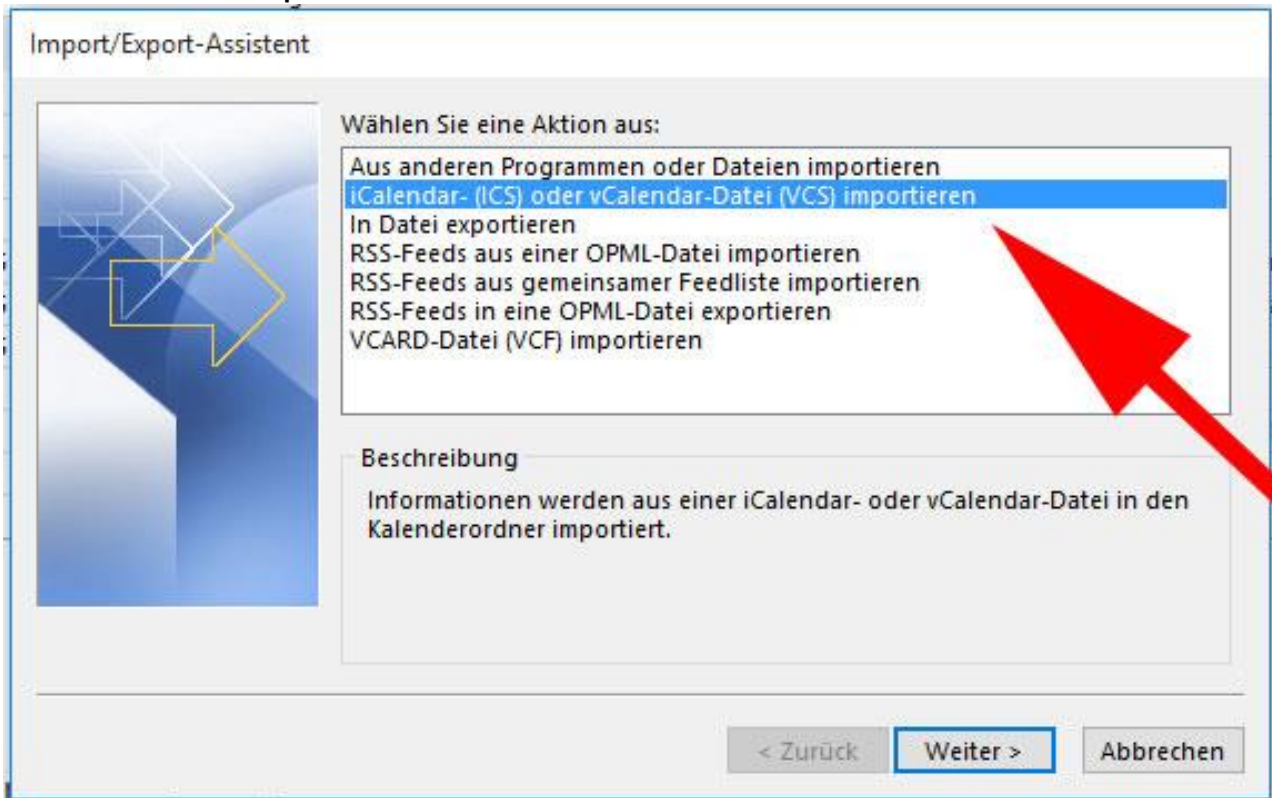 Import/Export-Assistent
Wählen Sie eine Aktion aus:
Aus anderen Programmen oder Dateien importieren
iCalendar- (ICS) oder vCalendar-Datei (VCS) importieren
In Datei exportieren
RSS-Feeds aus einer OPML-Datei importieren
RSS-Feeds aus gemeinsamer Feedliste importieren
RSS-Feeds in eine OPML-Datei exportieren
VCARD-Datei (VCF) importieren
Beschreibung
Informationen werden aus einer iCalendar- oder vCalendar-Datei in den
Kalenderordner importiert.
< Zurück Weiter > Abbrechen